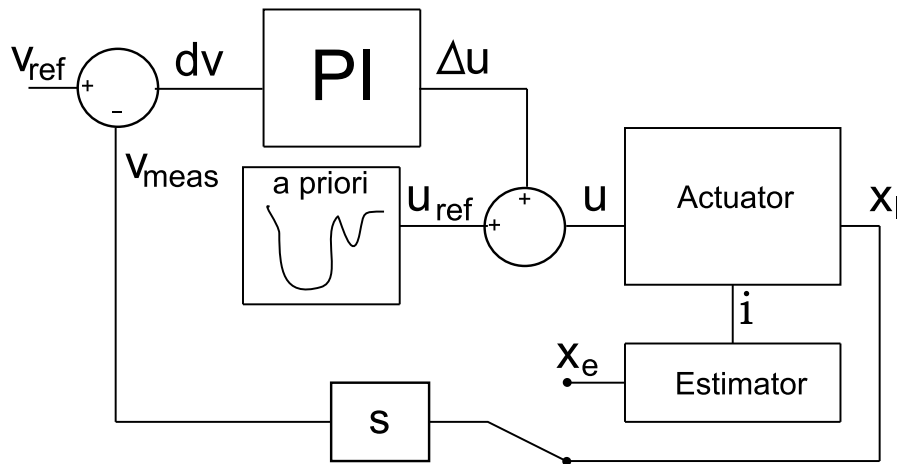 v_ref
+
−
dv
PI
Δu
v_meas
a priori
u_ref
+
+
u
Actuator
x
i
x_e
Estimator
s